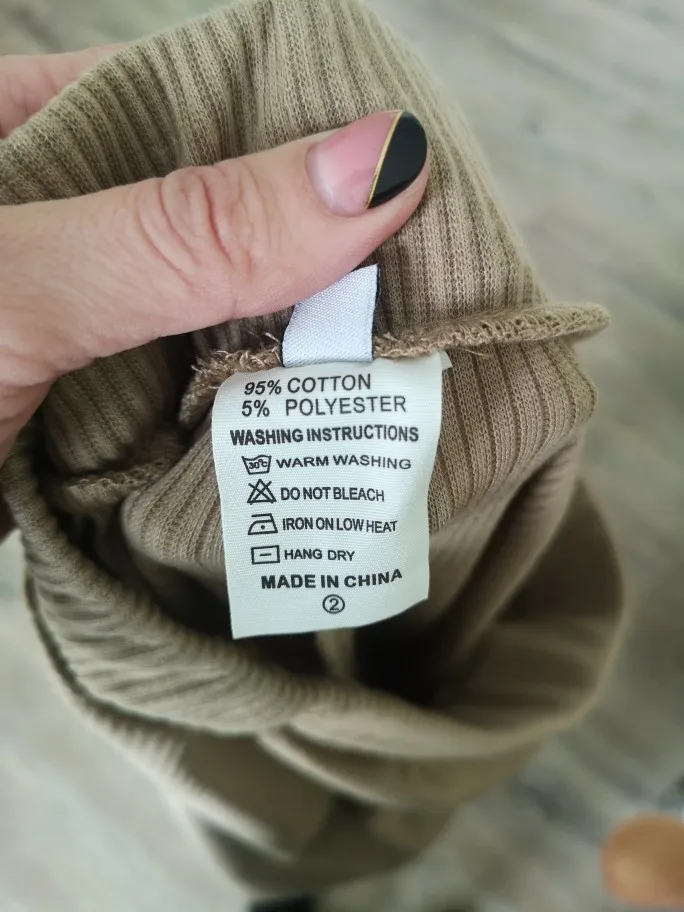 95% COTTON
5% POLYESTER
WASHING INSTRUCTIONS
30°C WARM WASHING
DO NOT BLEACH
IRON ON LOW HEAT
HANG DRY
MADE IN CHINA
②